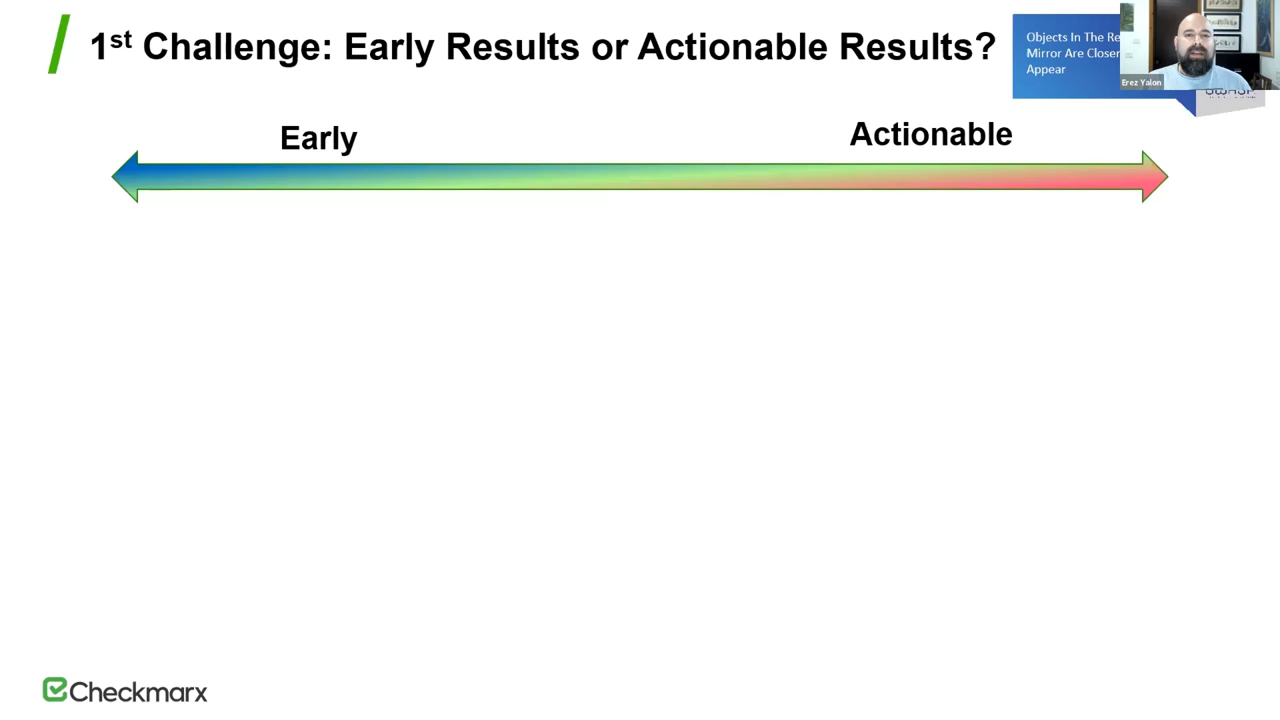 1st Challenge: Early Results or Actionable Results?
Objects In The Re
Mirror Are Closer
Appear
Erez Yalon
Early
Actionable
Checkmarx